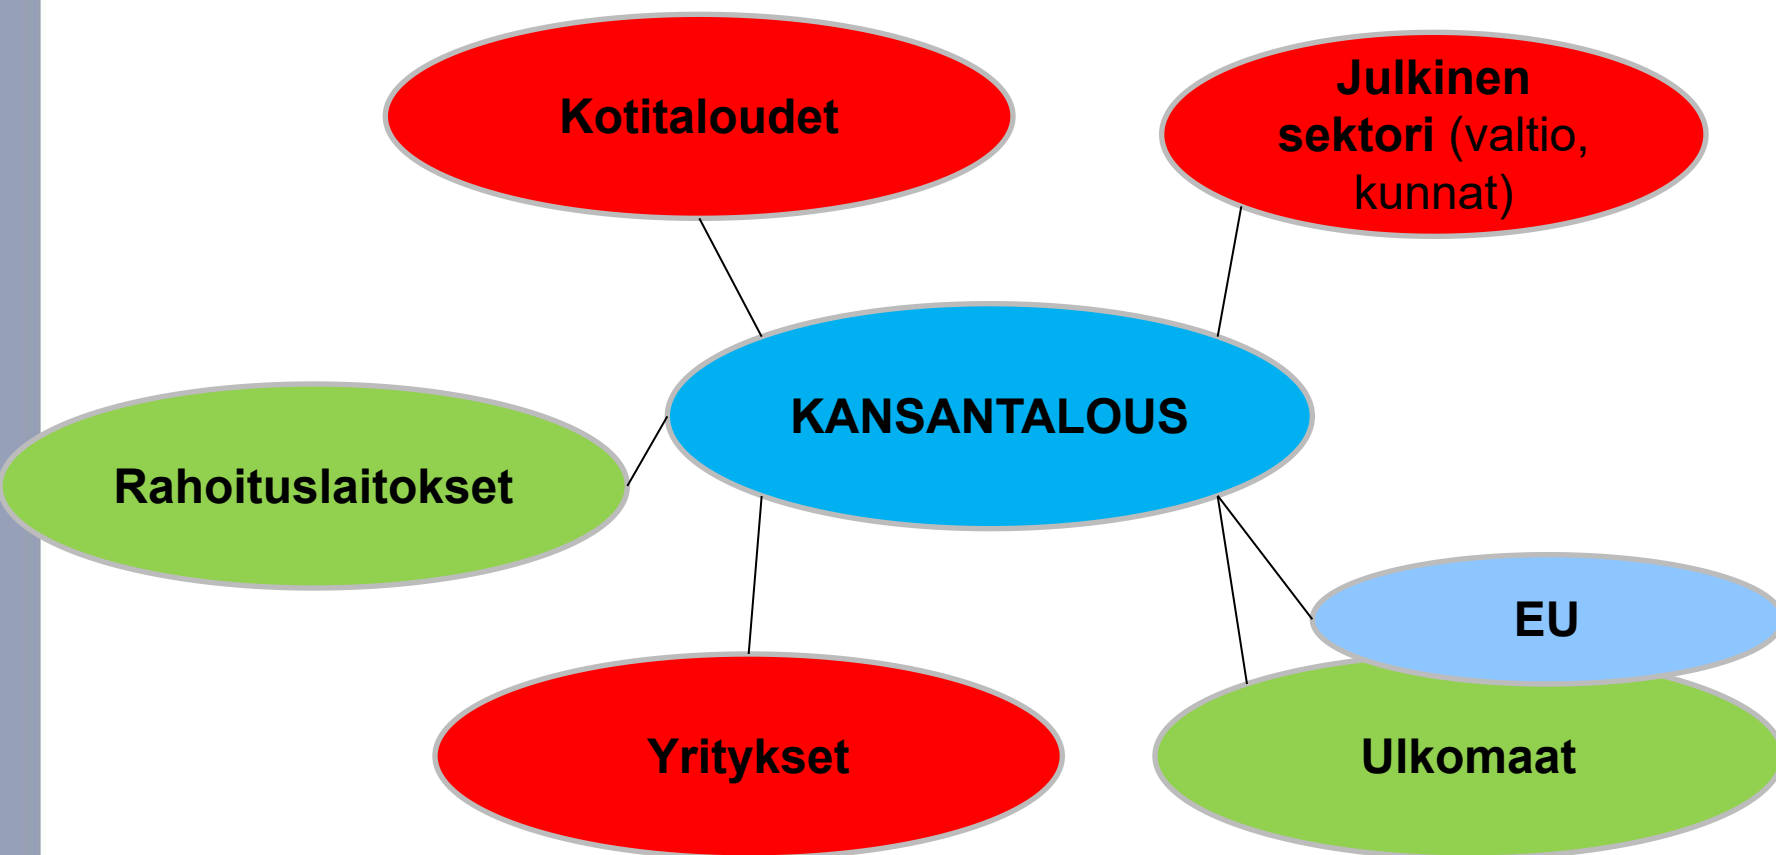 Kotitaloudet
Julkinen
sektori (valtio,
kunnat)
KANSANTALOUS
Rahoituslaitokset
EU
Yritykset
Ulkomaat